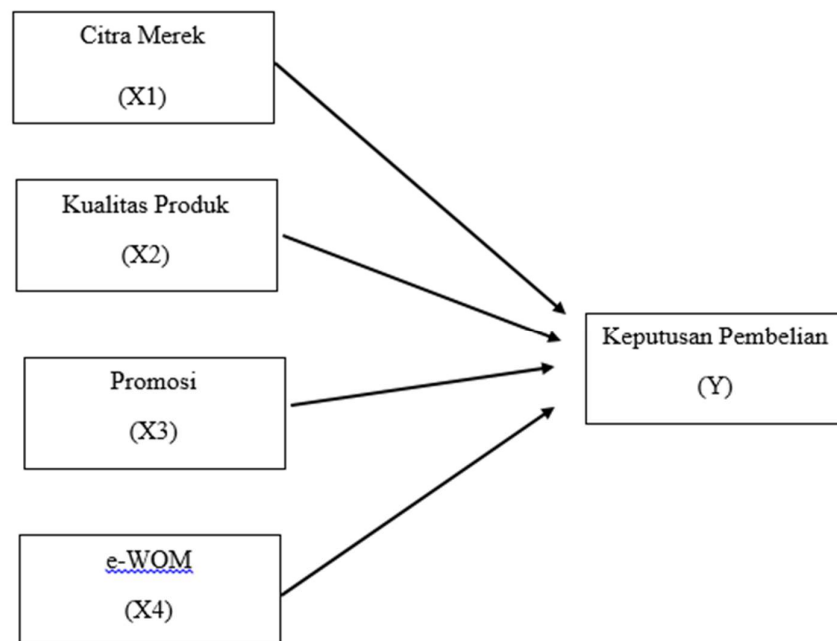 Citra Merek
(X1)
Kualitas Produk
(X2)
Promosi
(X3)
e-WOM
(X4)
Keputusan Pembelian
(Y)